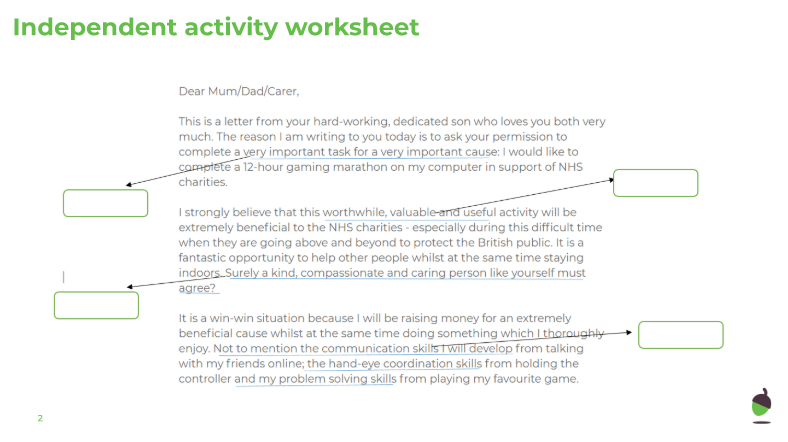 Independent activity worksheet
Dear Mum/Dad/Carer,
This is a letter from your hard-working, dedicated son who loves you both very
much. The reason I am writing to you today is to ask your permission to
complete a very important task for a very important cause: I would like to
complete a 12-hour gaming marathon on my computer in support of NHS
charities.
I strongly believe that this worthwhile, valuable and useful activity will be
extremely beneficial to the NHS charities - especially during this difficult time
when they are going above and beyond to protect the British public. It is a
fantastic opportunity to help other people whilst at the same time staying
indoors. Surely a kind, compassionate and caring person like yourself must
agree?
It is a win-win situation because I will be raising money for an extremely
beneficial cause whilst at the same time doing something which I thoroughly
enjoy. Not to mention the communication skills I will develop from talking
with my friends online; the hand-eye coordination skills from holding the
controller and my problem solving skills from playing my favourite game.
2